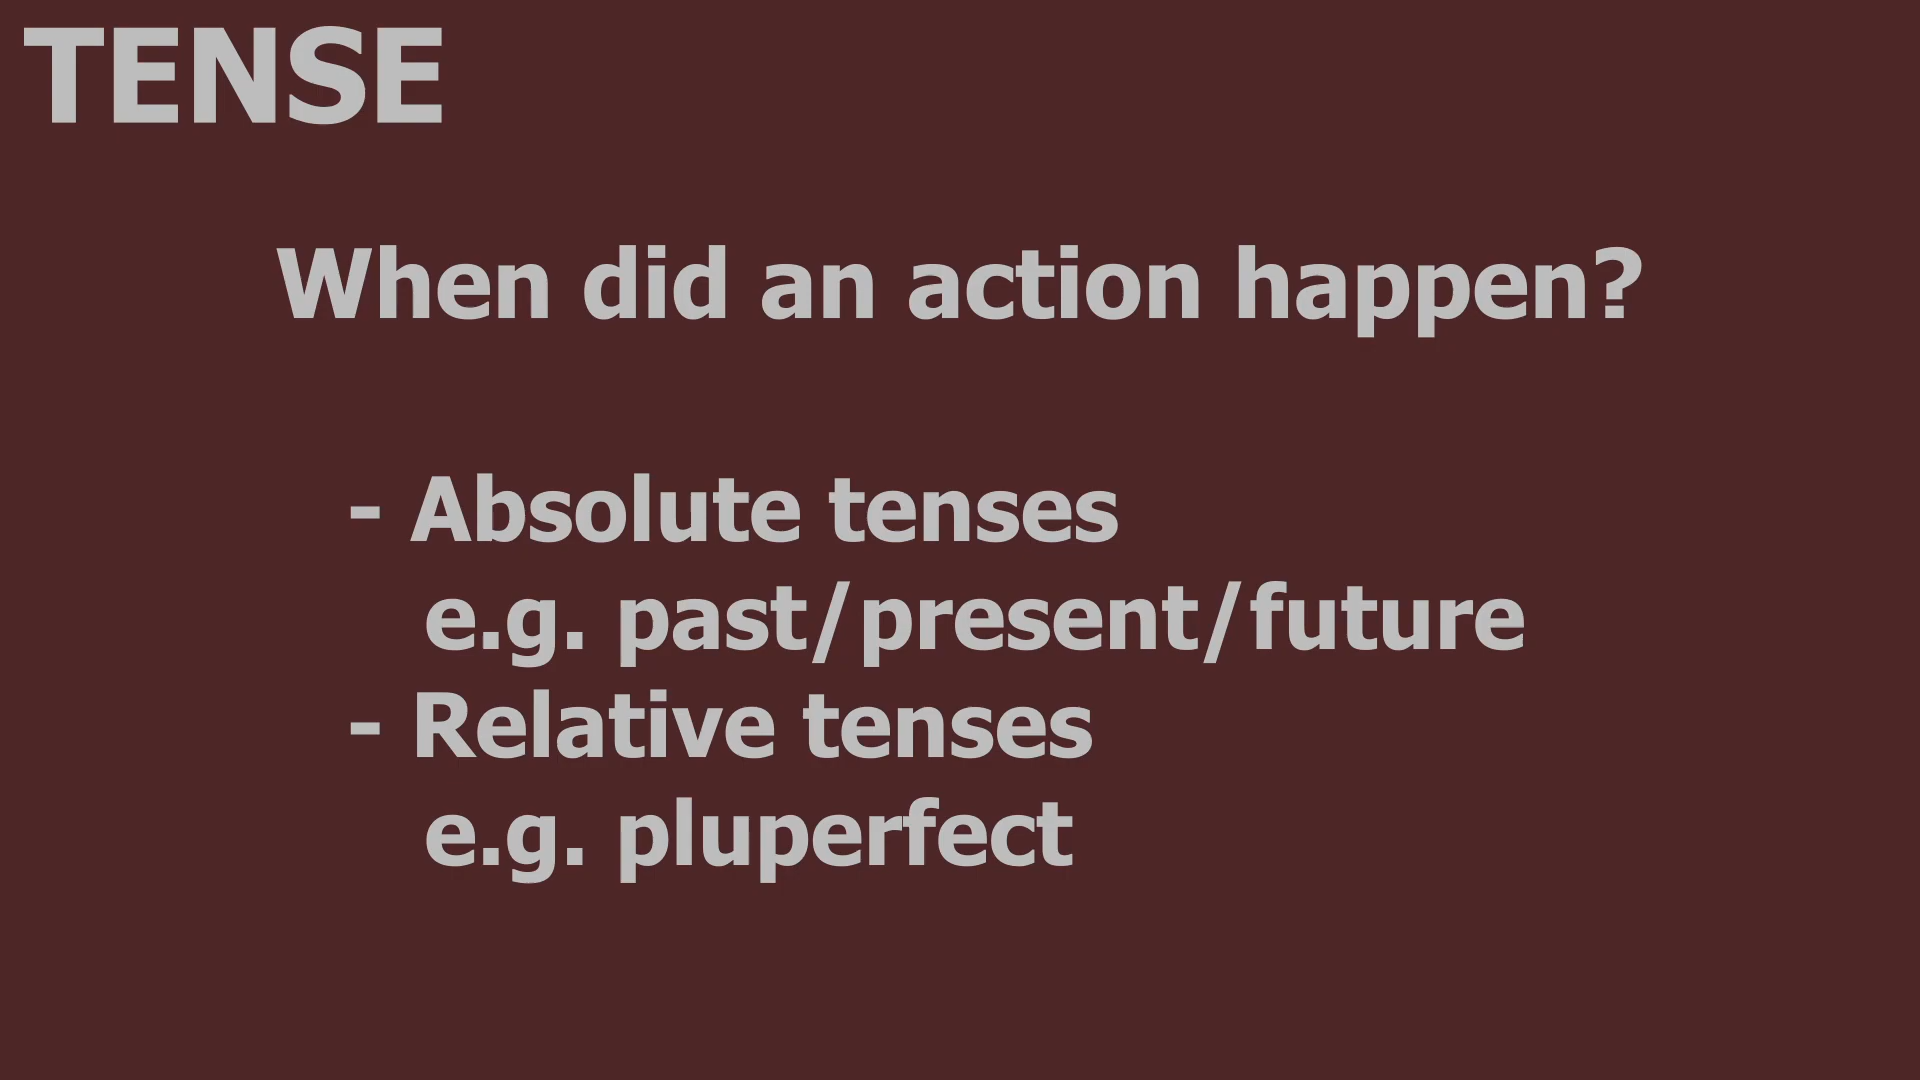 TENSE
When did an action happen?
- Absolute tenses
e.g. past/present/future
- Relative tenses
e.g. pluperfect